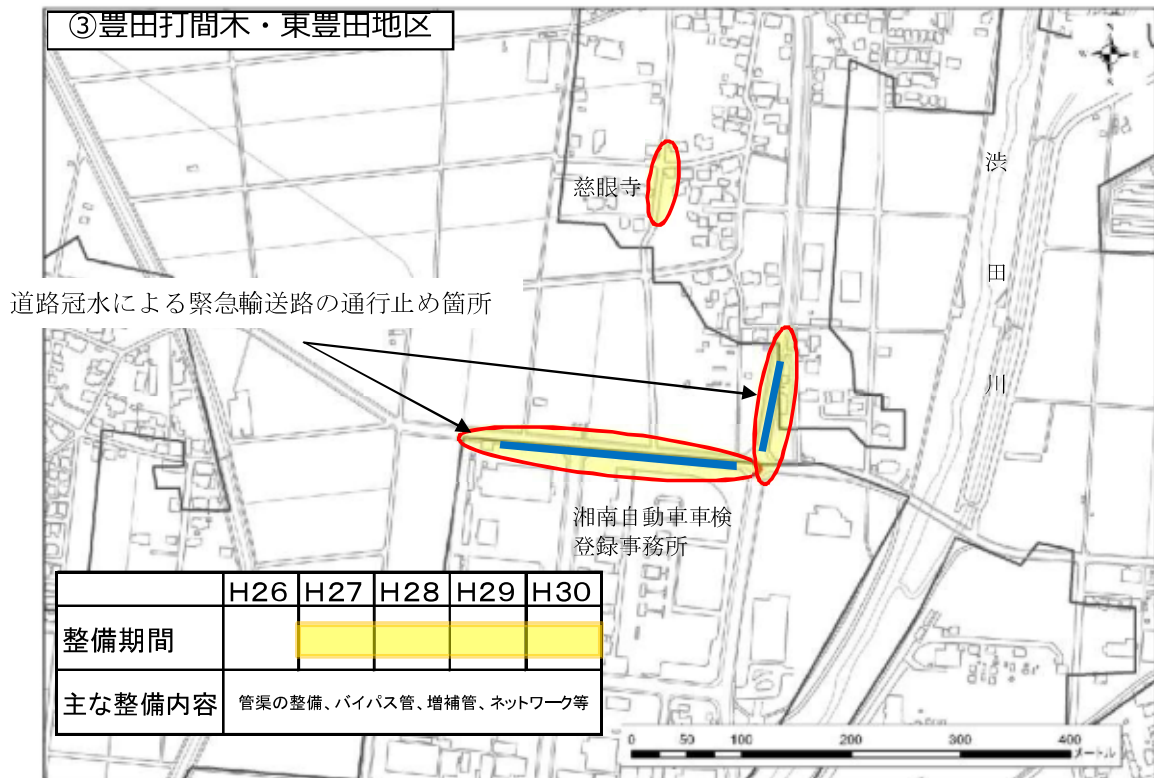 ③豊田打間木・東豊田地区
N
W E
S
渋田川
慈眼寺
道路冠水による緊急輸送路の通行止め箇所
湘南自動車車検
登録事務所
H26 H27 H28 H29 H30
整備期間
主な整備内容 管渠の整備、バイパス管、増補管、ネットワーク等
0 50 100 200 300 400
メートル